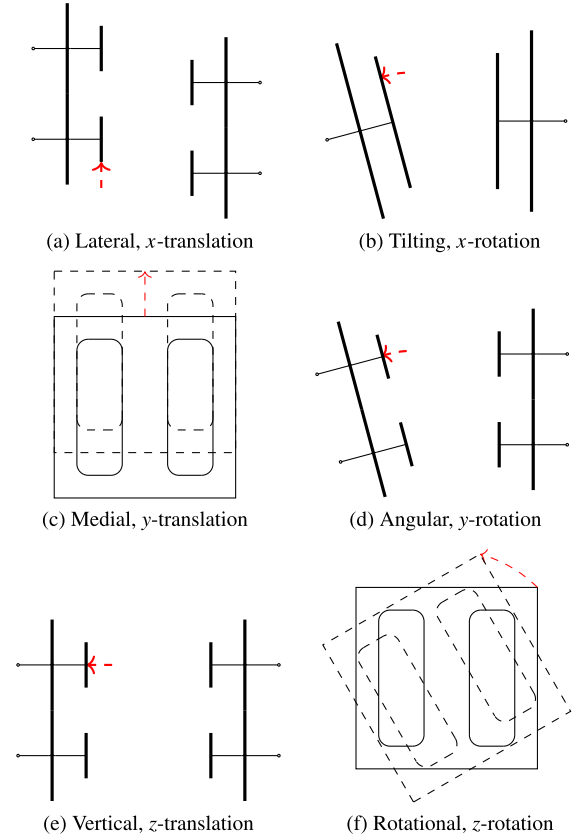 (a) Lateral, x-translation
(b) Tilting, x-rotation
(c) Medial, y-translation
(d) Angular, y-rotation
(e) Vertical, z-translation
(f) Rotational, z-rotation